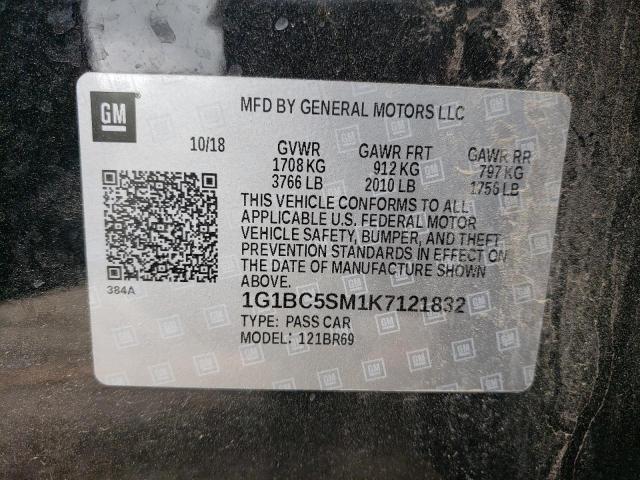 GM
MFD BY GENERAL MOTORS LLC
10/18 GVWR GAWR FRT GAWR RR
1708 KG 912 KG 797 KG
3766 LB 2010 LB 1756 LB
THIS VEHICLE CONFORMS TO ALL
APPLICABLE U.S. FEDERAL MOTOR
VEHICLE SAFETY, BUMPER, AND THEFT
PREVENTION STANDARDS IN EFFECT ON
THE DATE OF MANUFACTURE SHOWN
ABOVE.
384A
1G1BC5SM1K7121832
TYPE: PASS CAR
MODEL: 121BR69